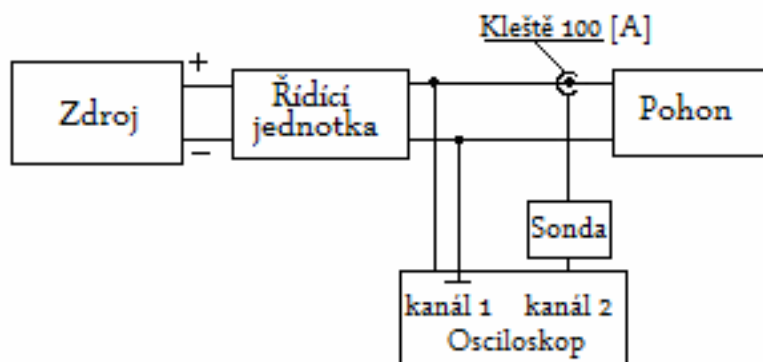 Kleště 100 [A]
+
Zdroj
Řídící
jednotka
Pohon
−
Sonda
kanál 1 kanál 2
Osciloskop